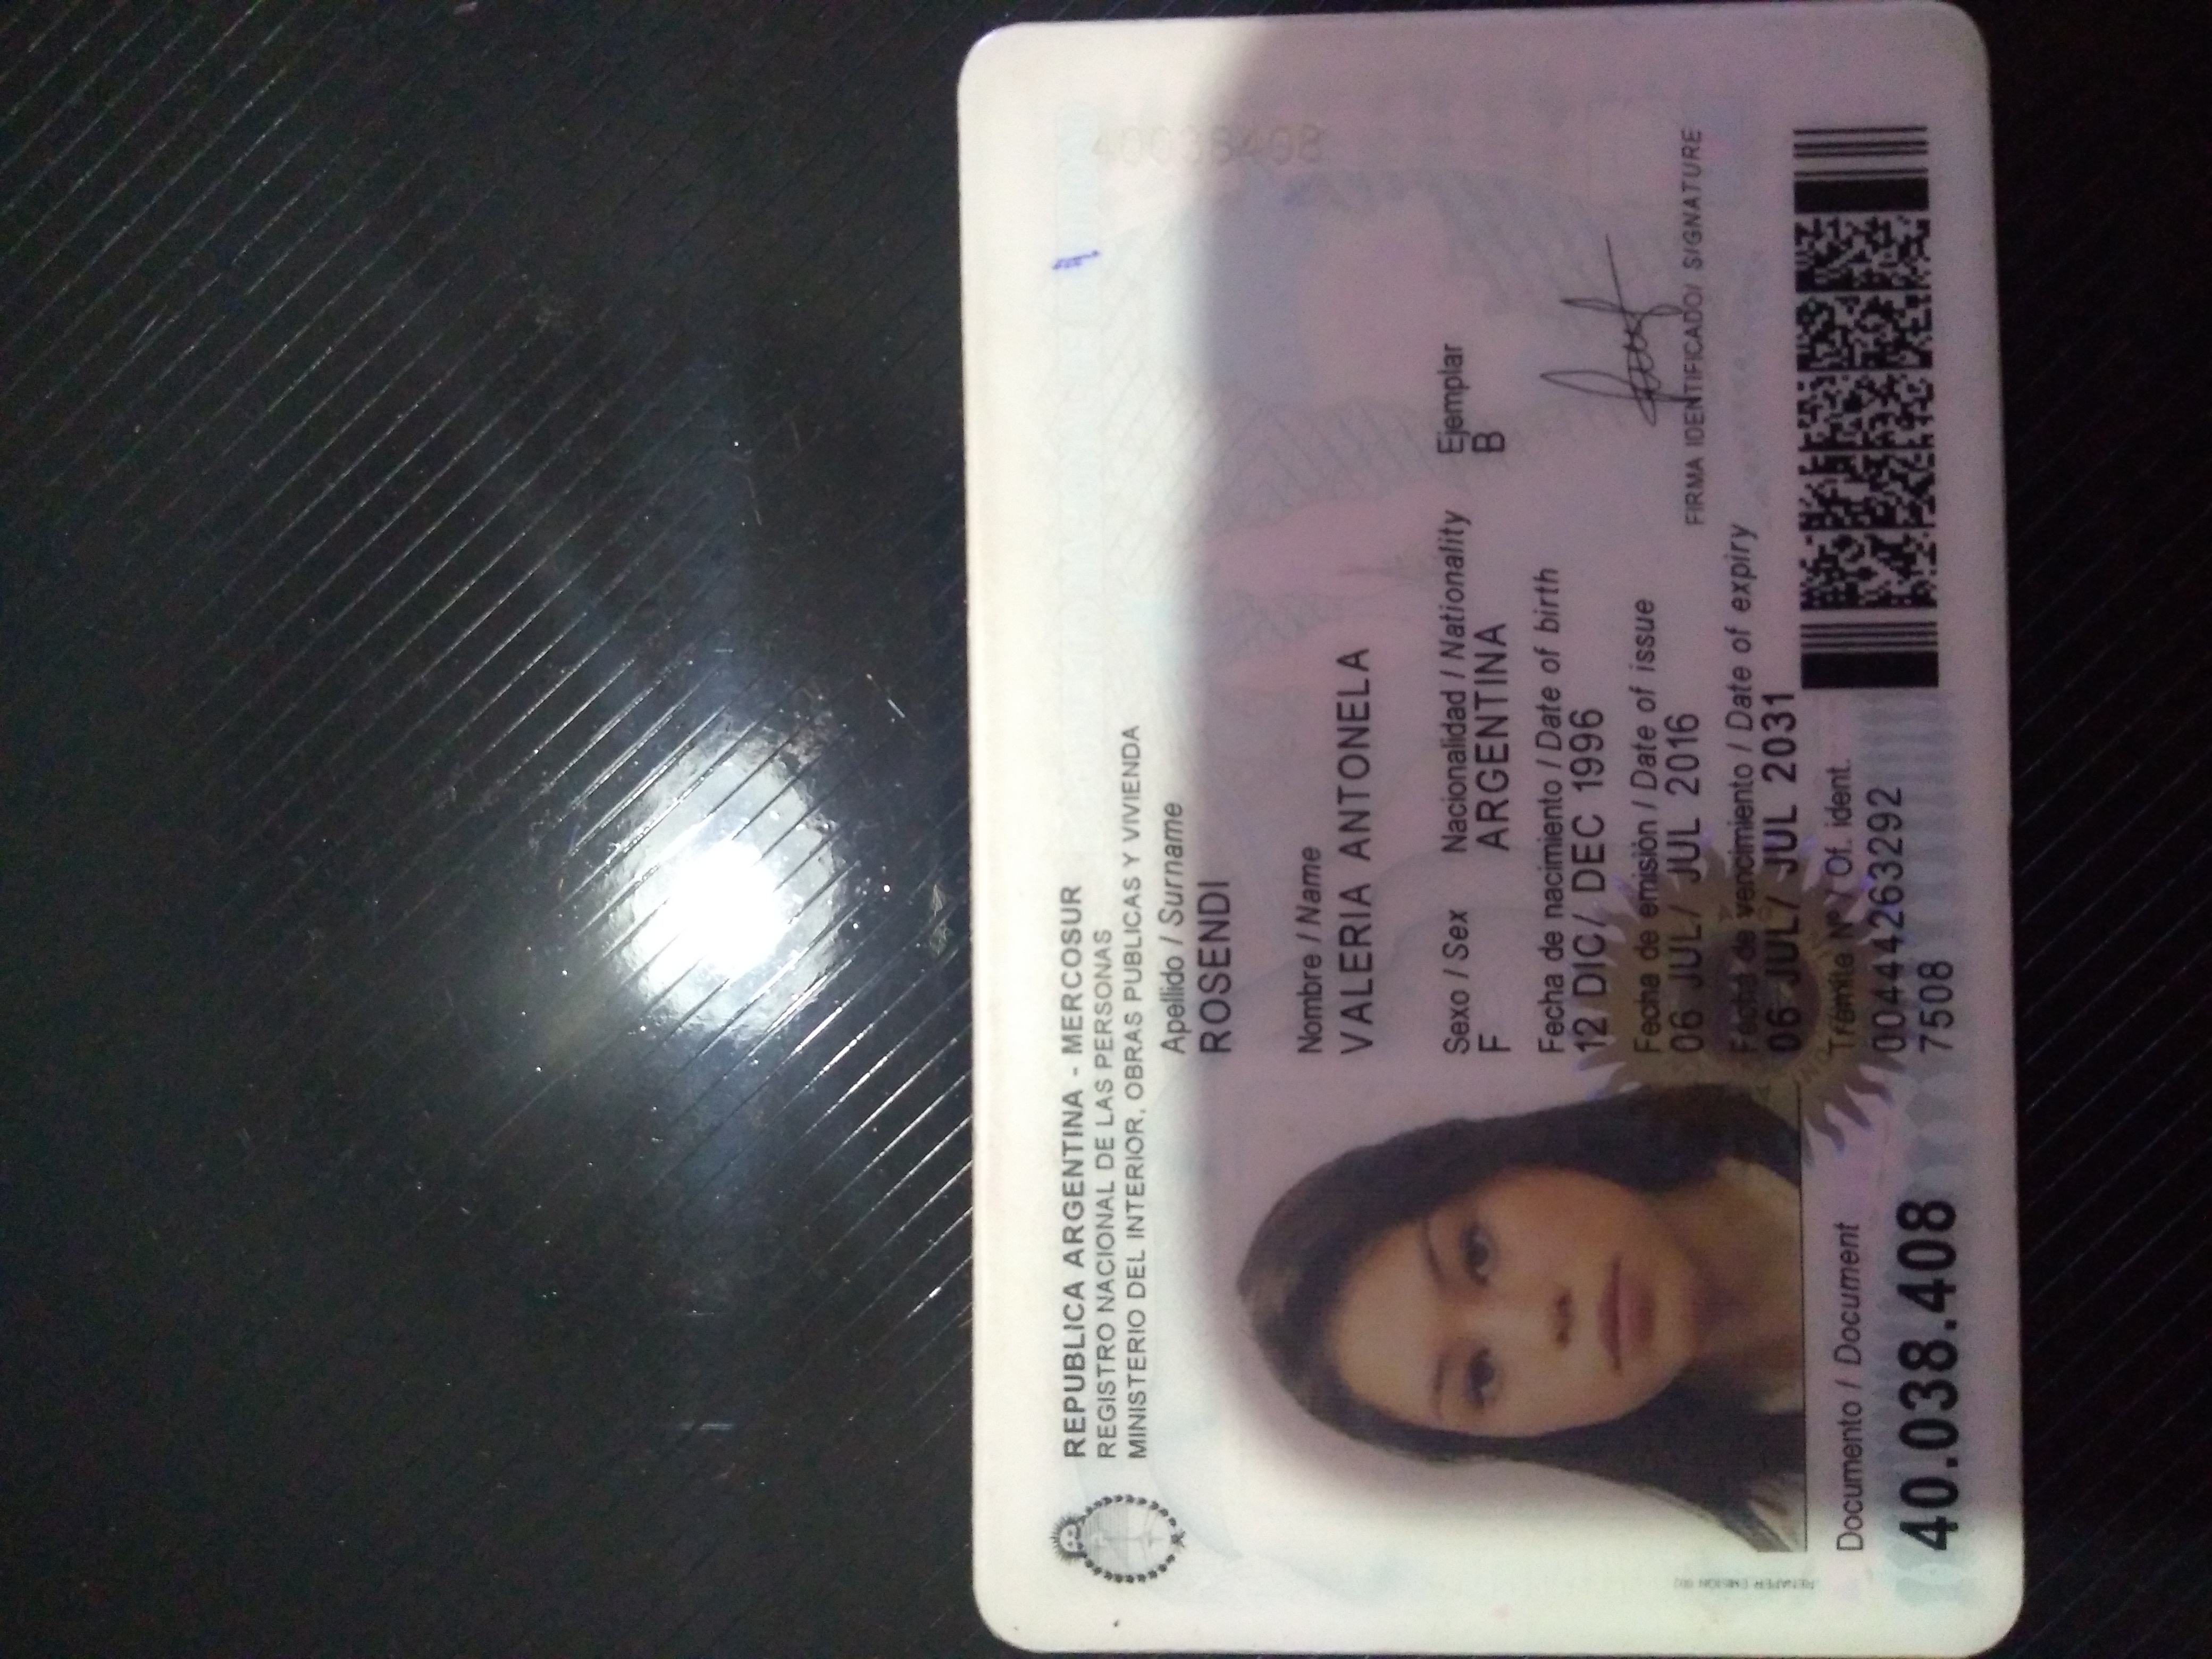 REPUBLICA ARGENTINA - MERCOSUR
REGISTRO NACIONAL DE LAS PERSONAS
MINISTERIO DEL INTERIOR, OBRAS PUBLICAS Y VIVIENDA
Apellido / Surname
ROSENDI
Nombre / Name
VALERIA ANTONELA
Sexo / Sex Nacionalidad / Nationality Ejemplar
F ARGENTINA B
Fecha de nacimiento / Date of birth
12 DIC/ DEC 1996
Fecha de emisión / Date of issue
06 JUL/ JUL 2016
FIRMA IDENTIFICADO/ SIGNATURE
Fecha de vencimiento / Date of expiry
06 JUL/ JUL 2031
Documento / Document
40.038.408
Trámite Nº / Of. ident.
00444263292
7508